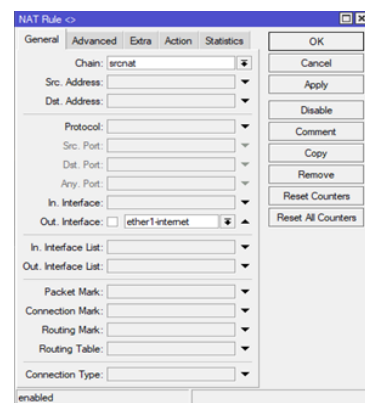 NAT Rule <>
General Advanced Extra Action Statistics
OK
Chain: srcnat
Cancel
Src. Address:
Apply
Dst. Address:
Disable
Protocol:
Comment
Src. Port:
Copy
Dst. Port:
Remove
Any. Port:
Reset Counters
In. Interface:
Reset All Counters
Out. Interface: ether1-internet
In. Interface List:
Out. Interface List:
Packet Mark:
Connection Mark:
Routing Mark:
Routing Table:
Connection Type:
enabled